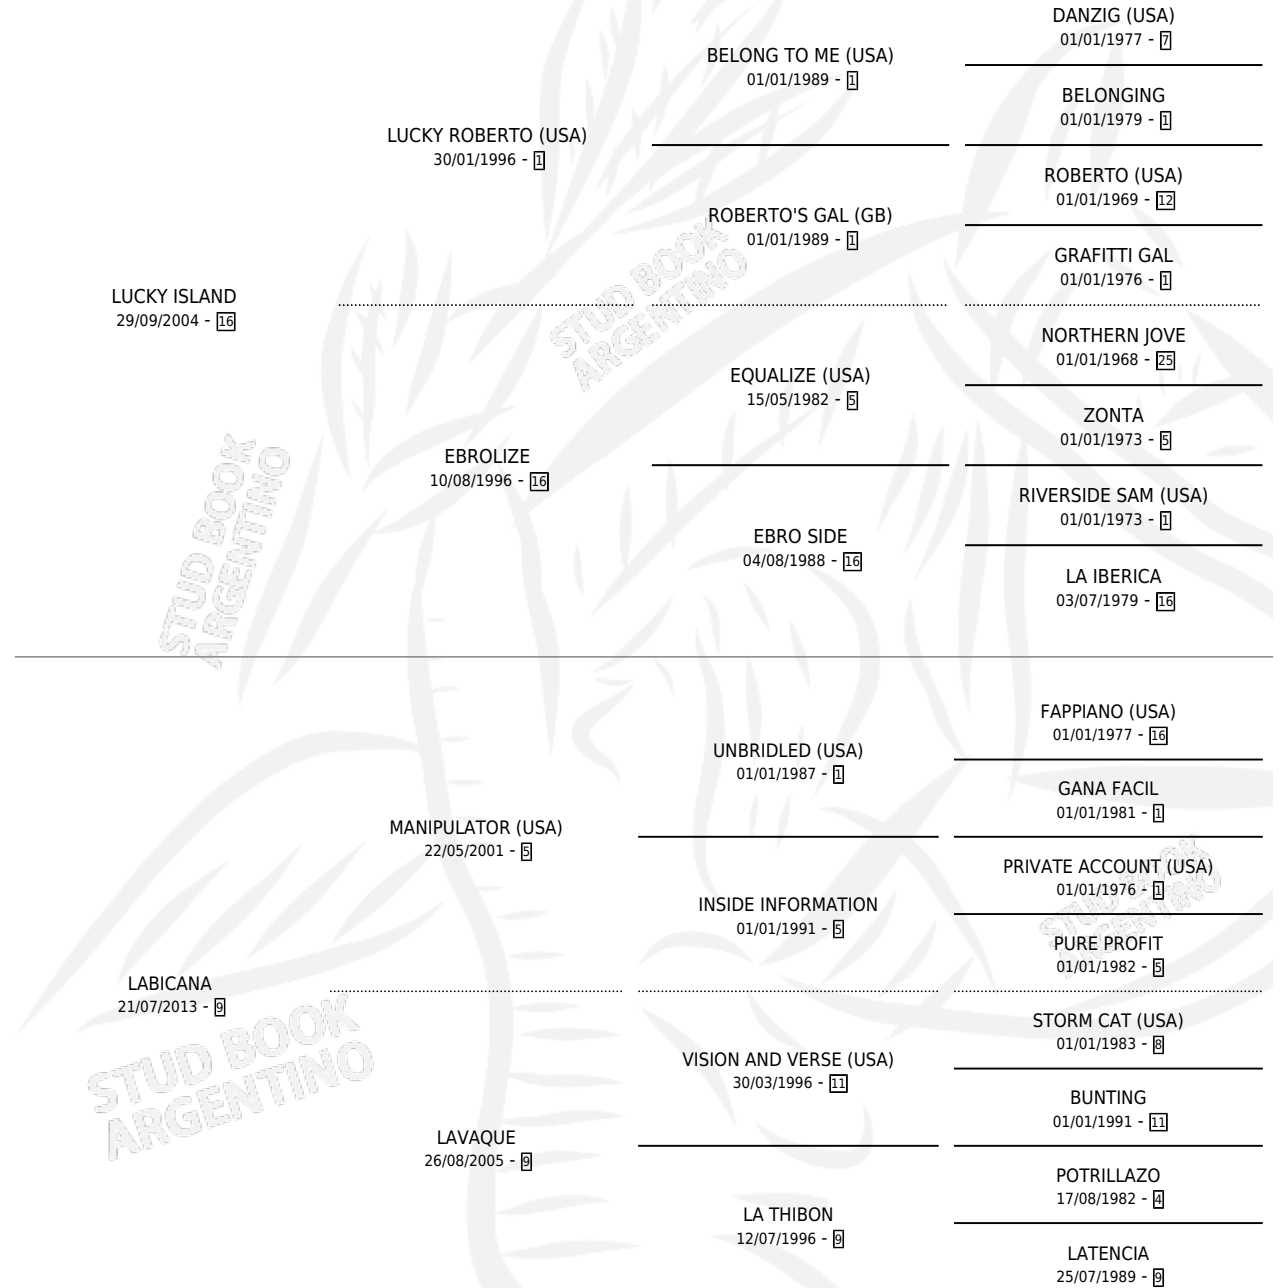 DANZIG (USA)
01/01/1977 - 7
BELONG TO ME (USA)
01/01/1989 - 1
BELONGING
01/01/1979 - 1
LUCKY ROBERTO (USA)
30/01/1996 - 1
ROBERTO (USA)
01/01/1969 - 12
ROBERTO'S GAL (GB)
01/01/1989 - 1
GRAFITTI GAL
01/01/1976 - 1
LUCKY ISLAND
29/09/2004 - 16
NORTHERN JOVE
01/01/1968 - 25
EQUALIZE (USA)
15/05/1982 - 5
ZONTA
01/01/1973 - 5
EBROLIZE
10/08/1996 - 16
RIVERSIDE SAM (USA)
01/01/1973 - 1
EBRO SIDE
04/08/1988 - 16
LA IBERICA
03/07/1979 - 16
STUD BOOK
ARGENTINO
STUD BOOK
ARGENTINO
FAPPIANO (USA)
01/01/1977 - 16
UNBRIDLED (USA)
01/01/1987 - 1
GANA FACIL
01/01/1981 - 1
MANIPULATOR (USA)
22/05/2001 - 5
PRIVATE ACCOUNT (USA)
01/01/1976 - 1
INSIDE INFORMATION
01/01/1991 - 5
PURE PROFIT
01/01/1982 - 5
STUD BOOK
ARGENTINO
LABICANA
21/07/2013 - 9
STORM CAT (USA)
01/01/1983 - 8
VISION AND VERSE (USA)
30/03/1996 - 11
BUNTING
01/01/1991 - 11
LAVAQUE
26/08/2005 - 9
POTRILLAZO
17/08/1982 - 4
LA THIBON
12/07/1996 - 9
LATENCIA
25/07/1989 - 9
STUD BOOK
ARGENTINO